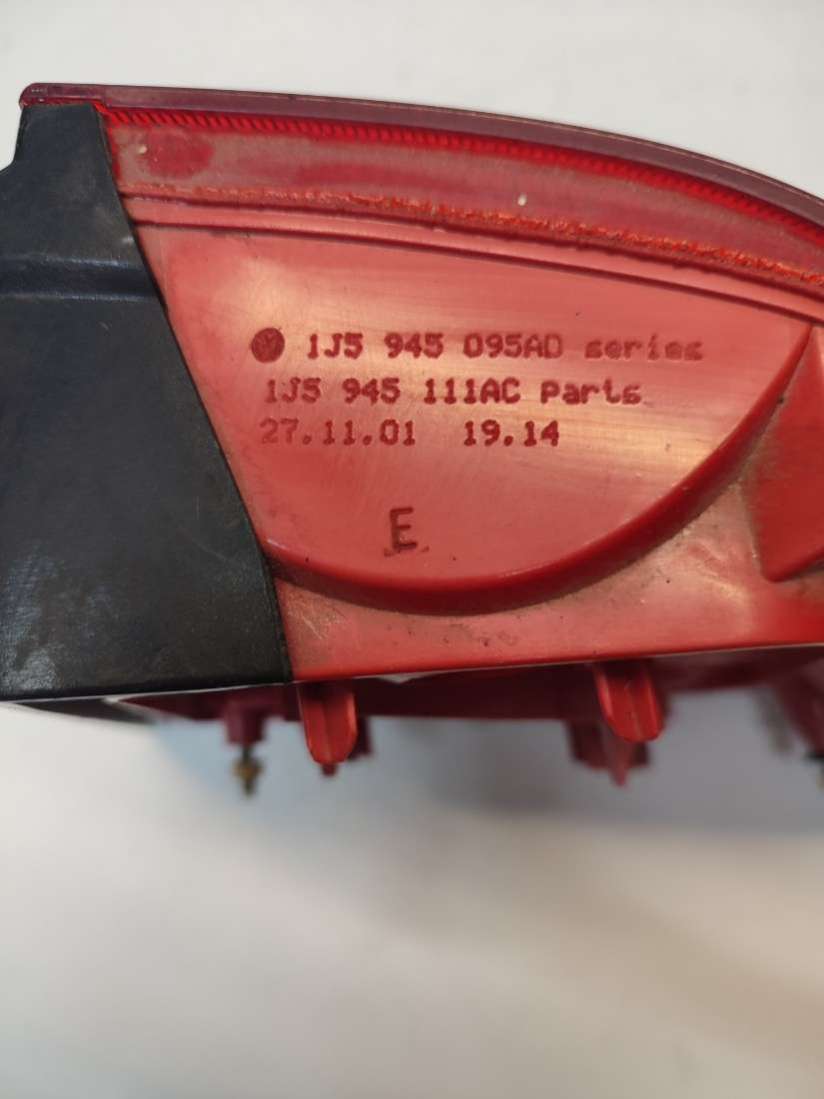 1J5 945 095AD series
1J5 945 111AC Parts
27.11.01 19.14
E